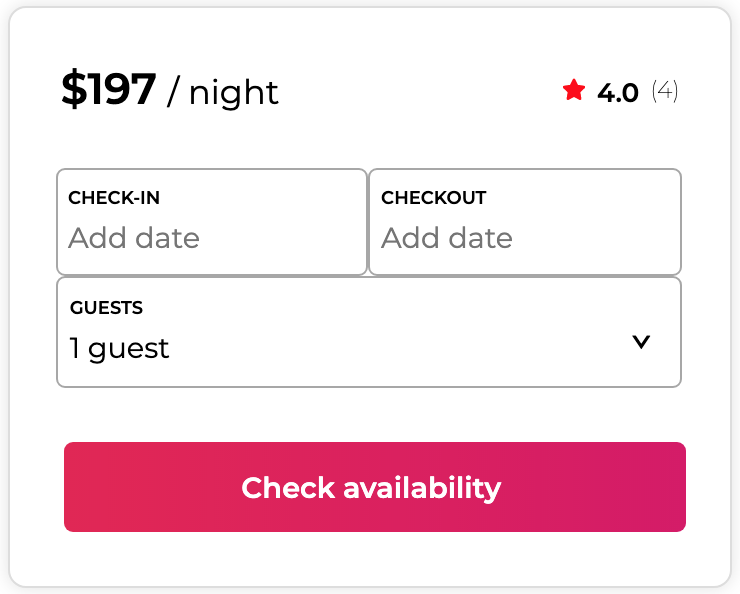 $197 / night ★ 4.0 (4)
CHECK-IN CHECKOUT
Add date Add date
GUESTS
1 guest
Check availability